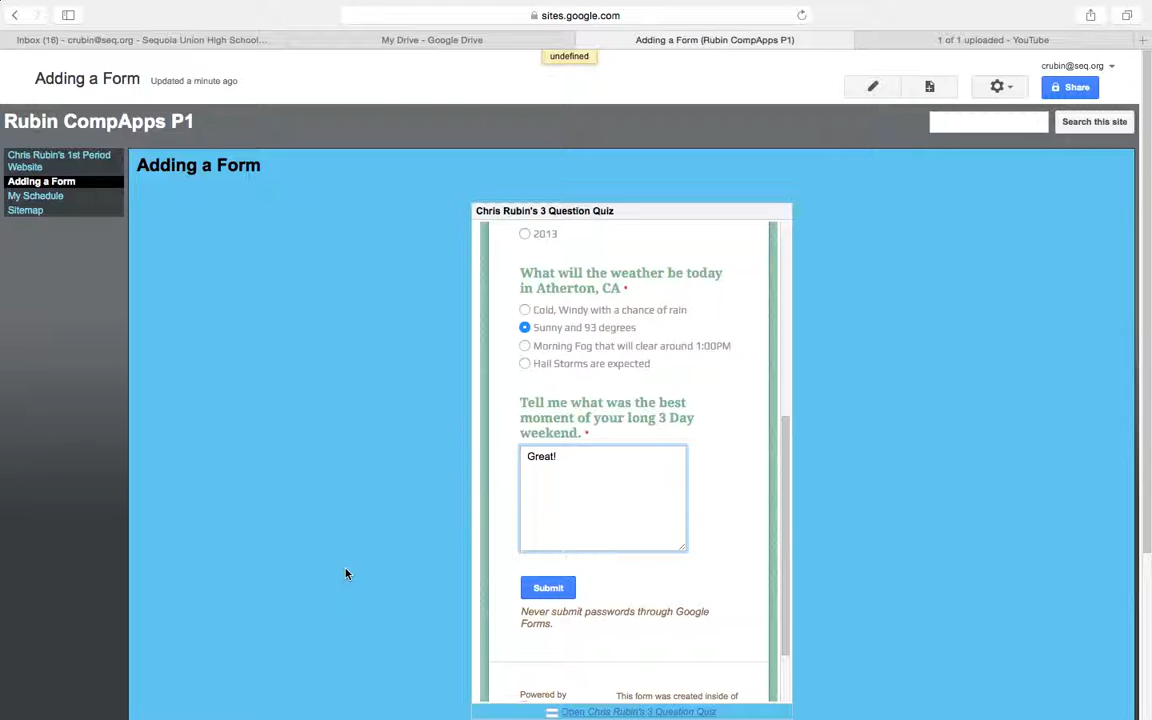 sites.google.com
Inbox (16) - crubin@seq.org - Sequoia Union High School...
My Drive - Google Drive
Adding a Form (Rubin CompApps P1)
1 of 1 uploaded - YouTube
undefined
Adding a Form
Updated a minute ago
crubin@seq.org
Share
Rubin CompApps P1
Search this site
Chris Rubin's 1st Period
Website
Adding a Form
My Schedule
Sitemap
Adding a Form
Chris Rubin's 3 Question Quiz
2013
What will the weather be today
in Atherton, CA *
Cold, Windy with a chance of rain
Sunny and 93 degrees
Morning Fog that will clear around 1:00PM
Hail Storms are expected
Tell me what was the best
moment of your long 3 Day
weekend. *
Great!
Submit
Never submit passwords through Google
Forms.
Powered by
This form was created inside of
Open Chris Rubin's 3 Question Quiz